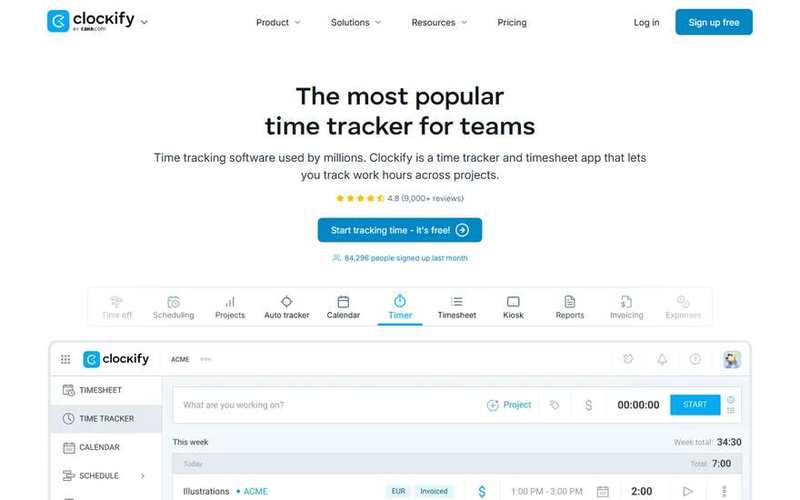 clockify
BY CAKE.COM
Product
Solutions
Resources
Pricing
Log in
Sign up free
The most popular
time tracker for teams
Time tracking software used by millions. Clockify is a time tracker and timesheet app that lets
you track work hours across projects.
4.8 (9,000+ reviews)
Start tracking time - it's free!
64,296 people signed up last month
Time off
Scheduling
Projects
Auto tracker
Calendar
Timer
Timesheet
Kiosk
Reports
Invoicing
Expenses
clockify
ACME
TIMESHEET
TIME TRACKER
CALENDAR
SCHEDULE
What are you working on?
Project
$
00:00:00
START
This week
Week total: 34:30
Today
Total: 7:00
Illustrations • ACME
EUR
Invoiced
$
1:00 PM - 3:00 PM
2:00